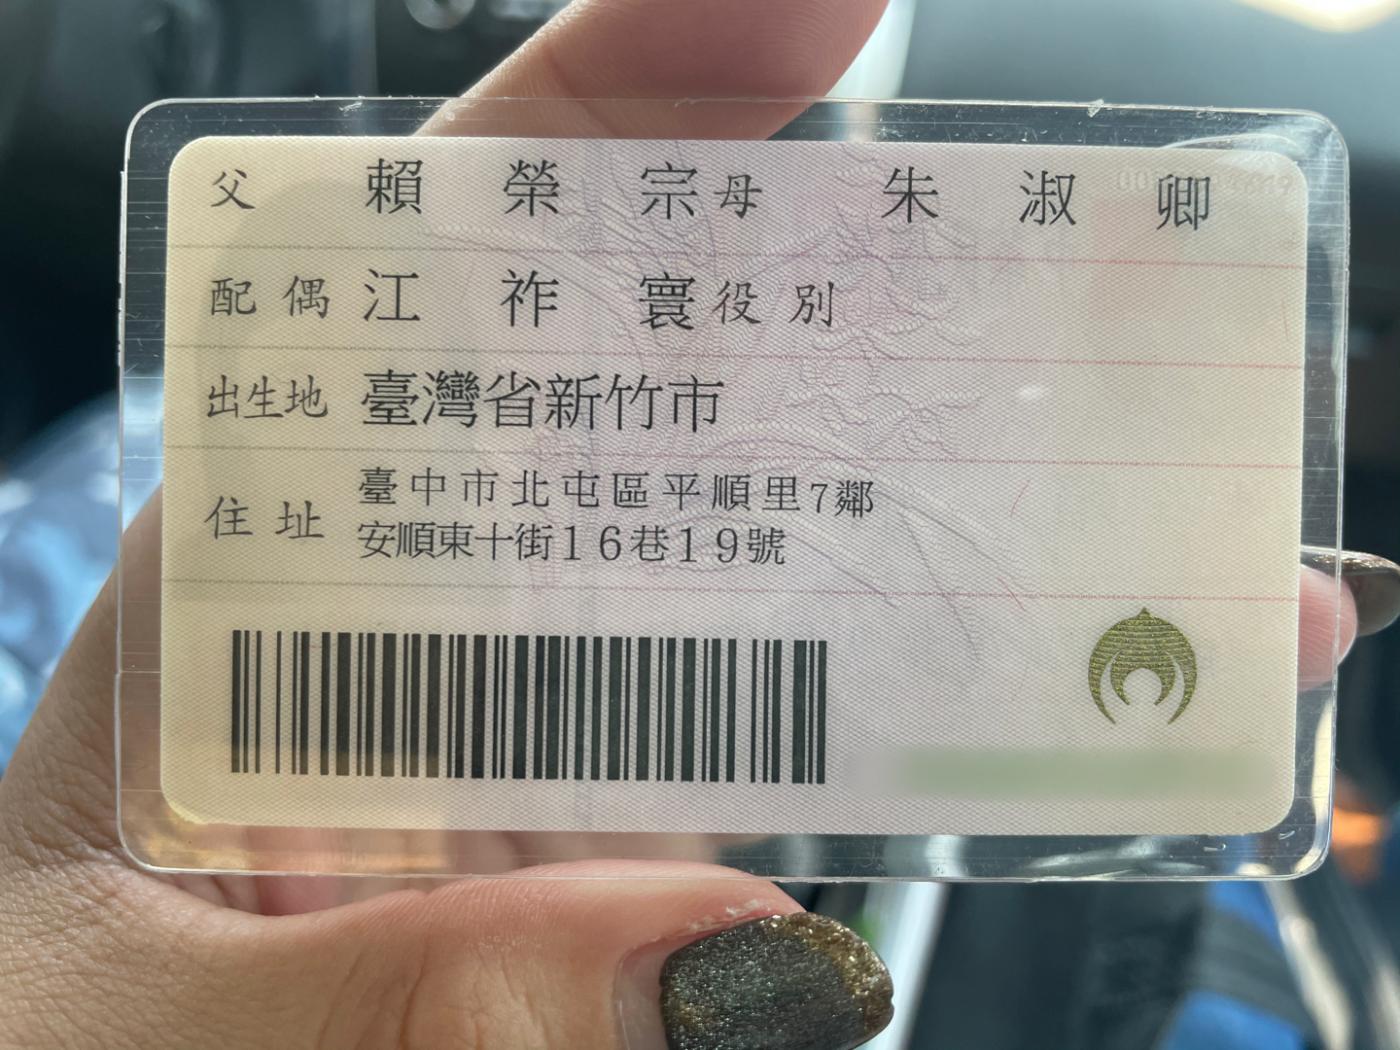 父 賴榮宗 母 朱淑卿
配偶 江祚寰 役別
出生地 臺灣省新竹市
住址 臺中市北屯區平順里7鄰
安順東十街16巷19號